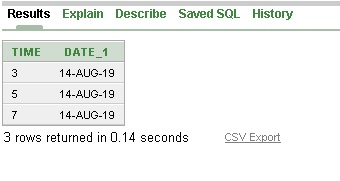 Results Explain Describe Saved SQL History
TIME DATE_1
3 14-AUG-19
5 14-AUG-19
7 14-AUG-19
3 rows returned in 0.14 seconds CSV Export